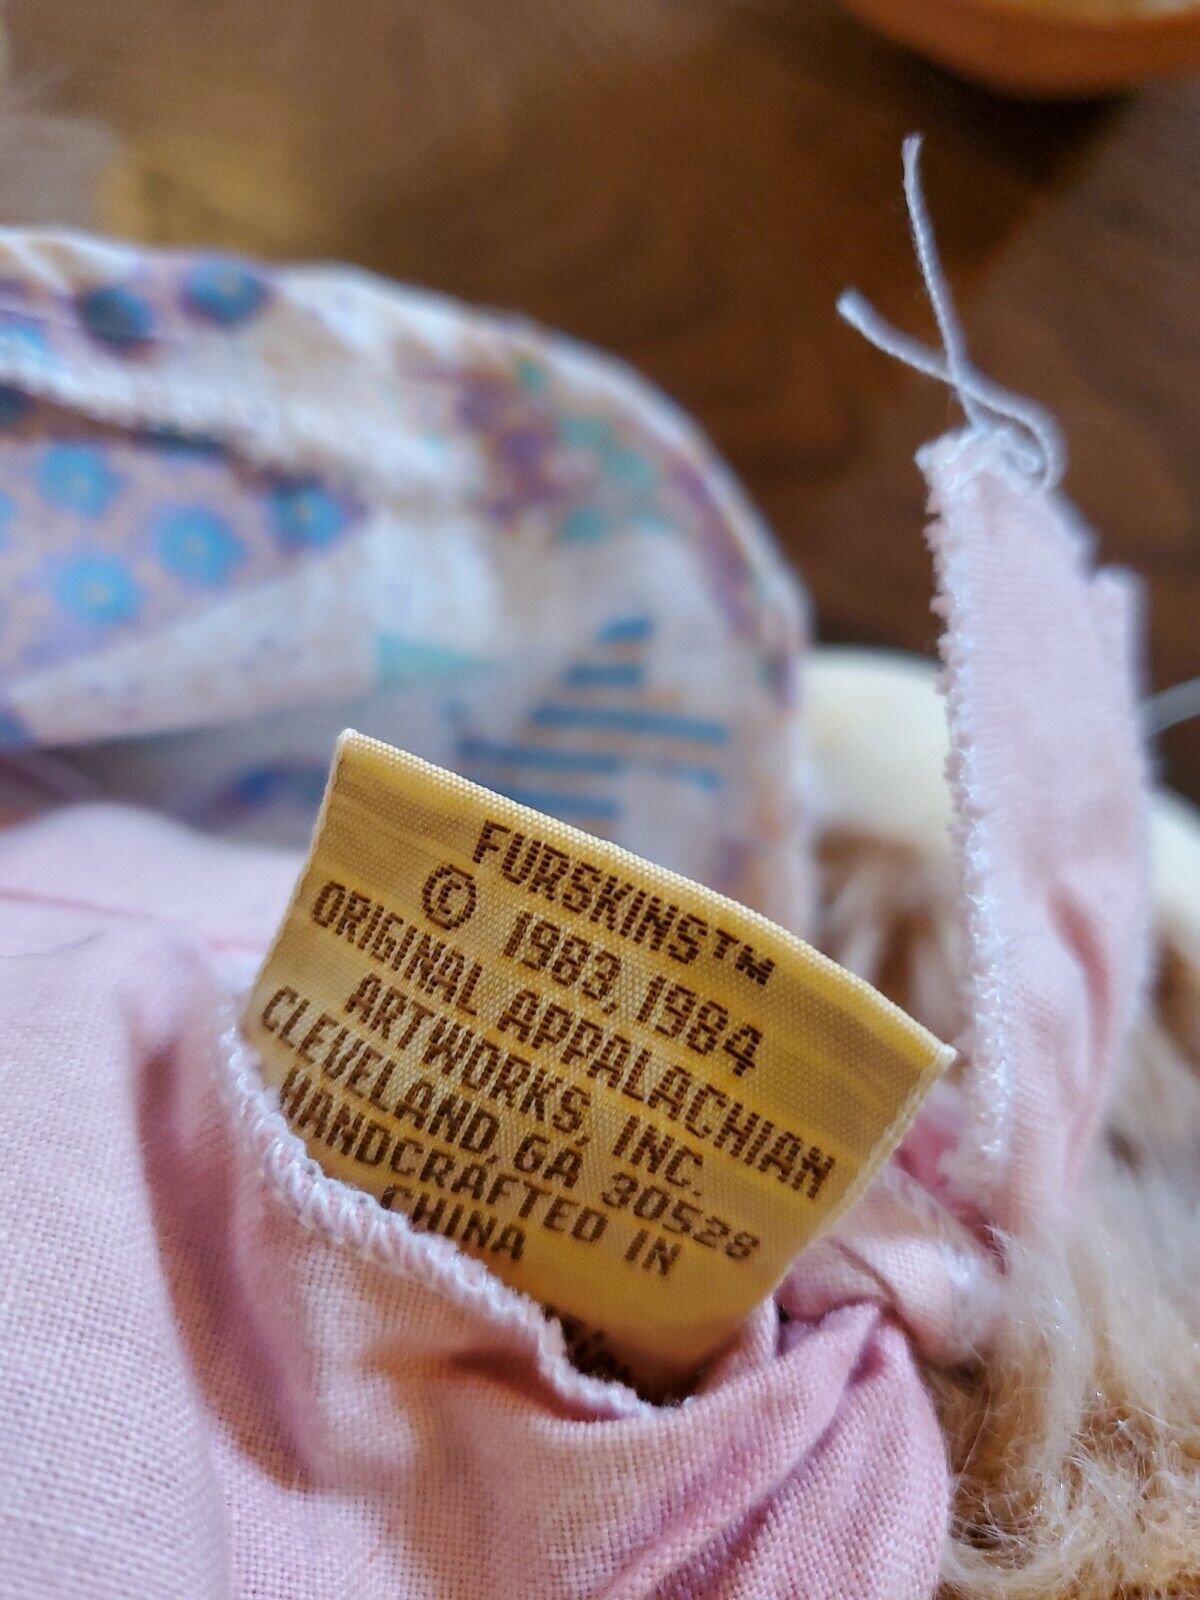 FURSKINS™
© 1983, 1984
ORIGINAL APPALACHIAN
ARTWORKS, INC.
CLEVELAND, GA 30528
HANDCRAFTED IN
CHINA